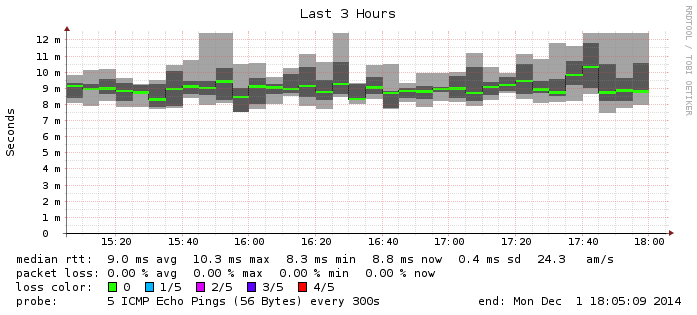 Last 3 Hours
RRDTOOL / TOBI OETIKER
Seconds
12 m
11 m
10 m
9 m
8 m
7 m
6 m
5 m
4 m
3 m
2 m
1 m
0
15:20 15:40 16:00 16:20 16:40 17:00 17:20 17:40 18:00
median rtt: 9.0 ms avg 10.3 ms max 8.3 ms min 8.8 ms now 0.4 ms sd 24.3 am/s
packet loss: 0.00 % avg 0.00 % max 0.00 % min 0.00 % now
loss color: 0 1/5 2/5 3/5 4/5
probe: 5 ICMP Echo Pings (56 Bytes) every 300s end: Mon Dec 1 18:05:09 2014